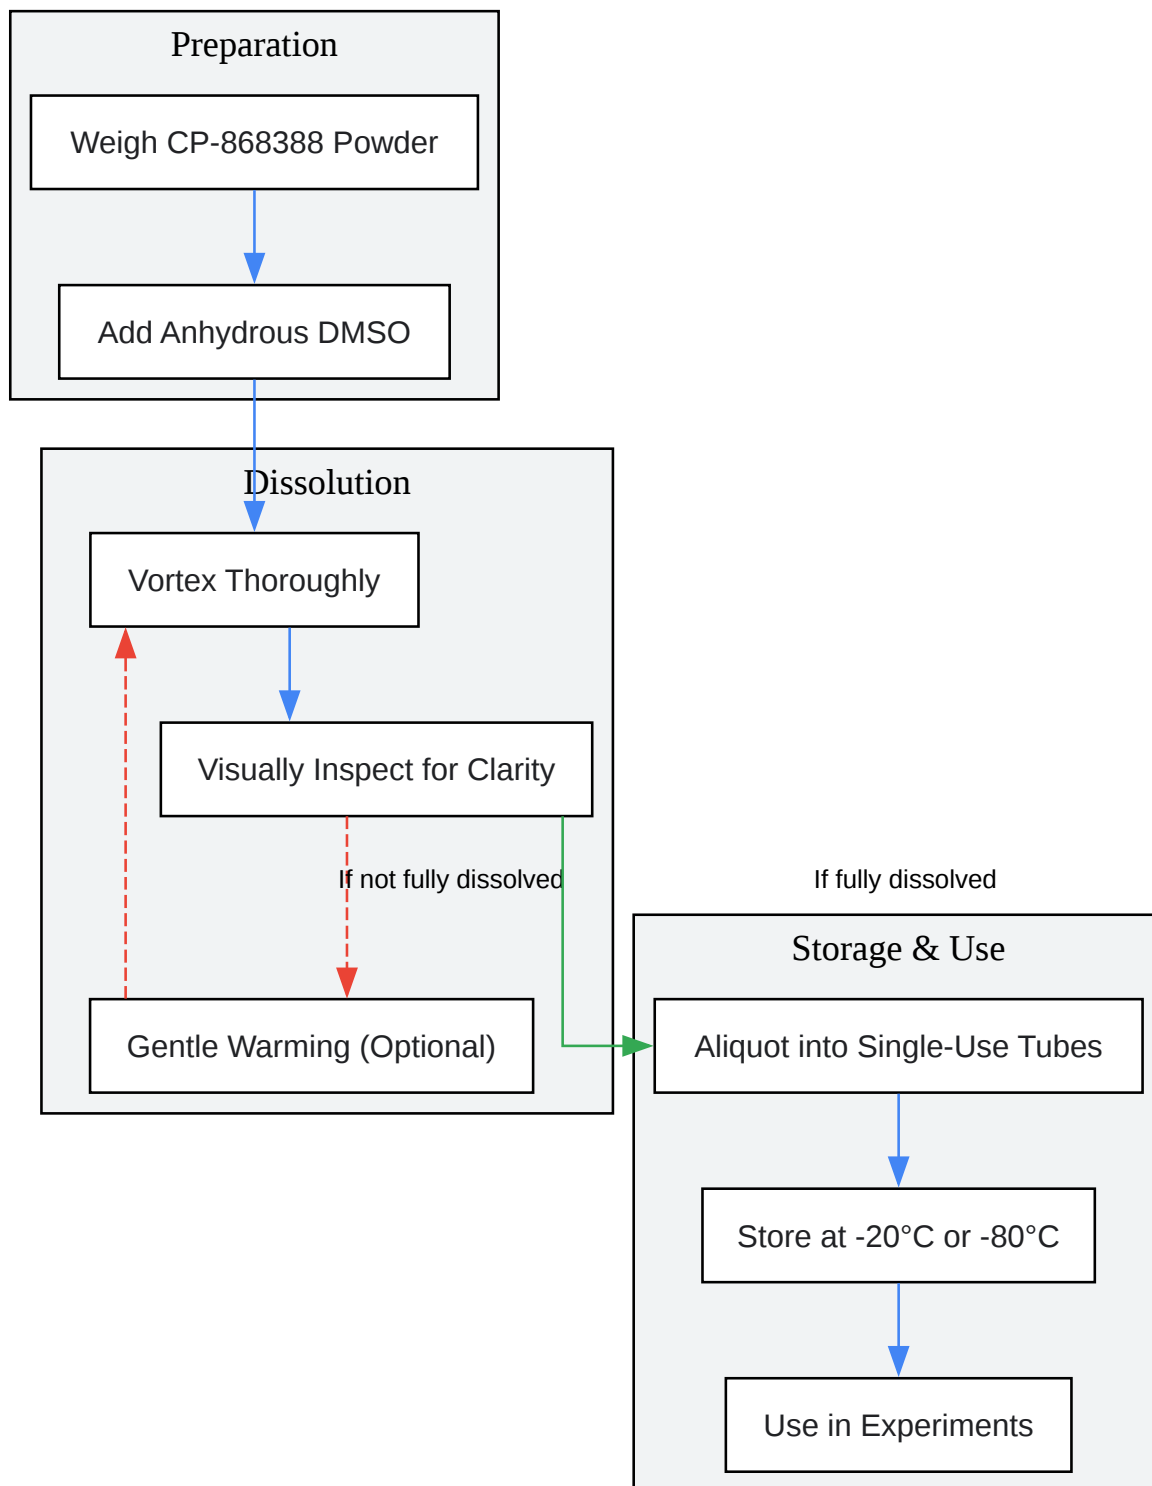 Preparation
Weigh CP-868388 Powder
Add Anhydrous DMSO
Dissolution
Vortex Thoroughly
Visually Inspect for Clarity
If not fully dissolved
If fully dissolved
Gentle Warming (Optional)
Storage & Use
Aliquot into Single-Use Tubes
Store at -20°C or -80°C
Use in Experiments